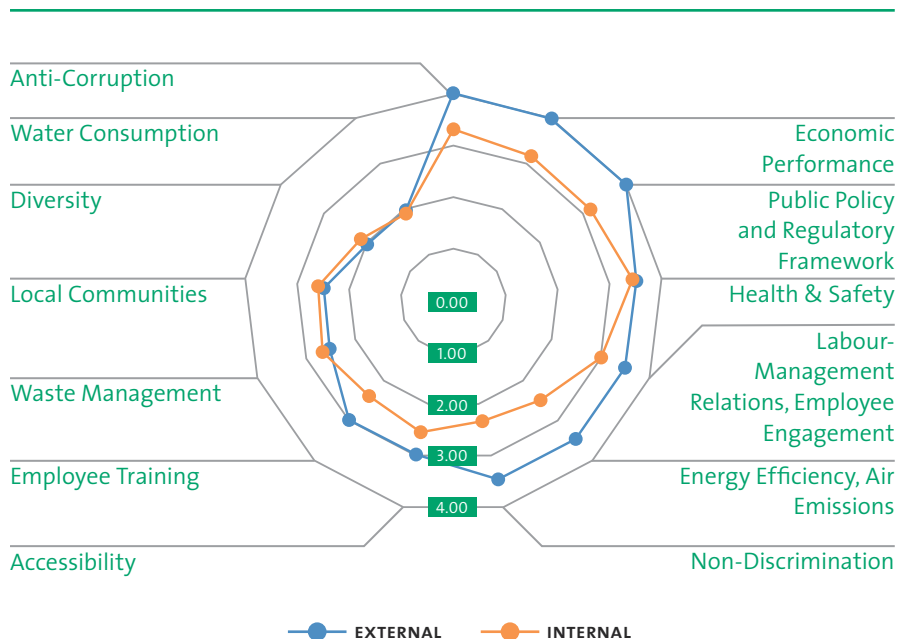 Anti-Corruption
Water Consumption
Diversity
Local Communities
Waste Management
Employee Training
Accessibility
Economic
Performance
Public Policy
and Regulatory
Framework
Health & Safety
Labour-
Management
Relations, Employee
Engagement
Energy Efficiency, Air
Emissions
Non-Discrimination
0.00
1.00
2.00
3.00
4.00
EXTERNAL
INTERNAL